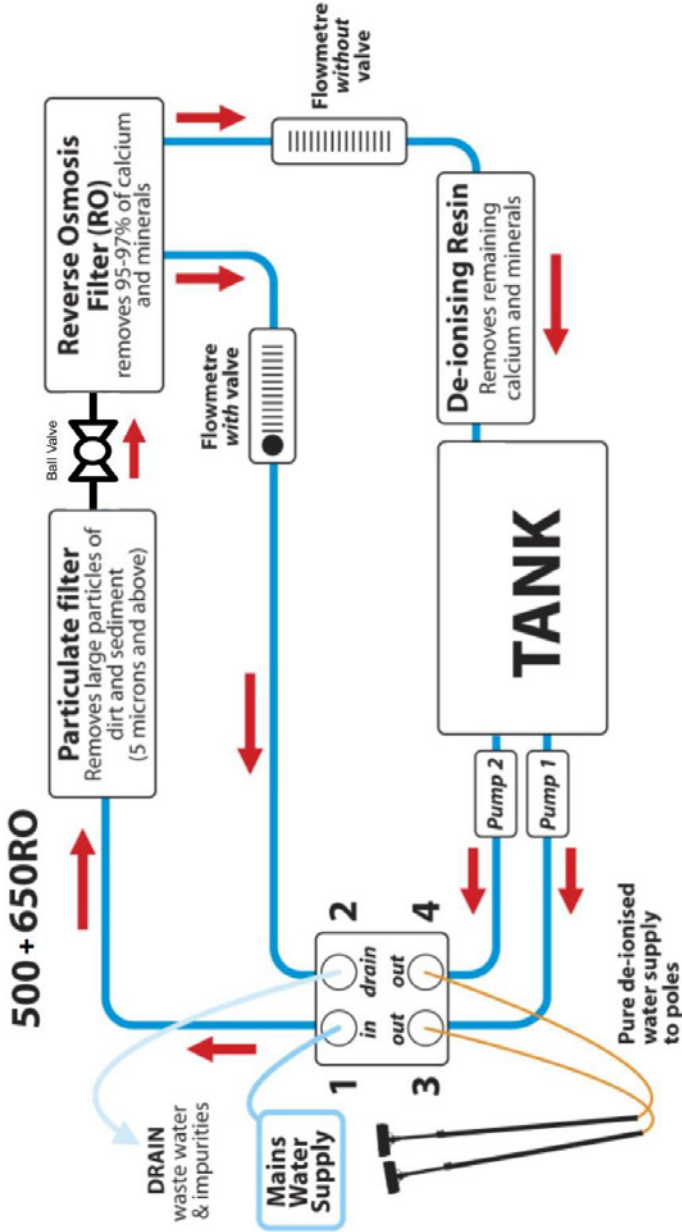 500+650RO
Particulate filter
Removes large particles of
dirt and sediment
(5 microns and above)
Ball Valve
Reverse Osmosis
Filter (RO)
removes 95-97% of calcium
and minerals
Flowmetre
with valve
Flowmetre
without
valve
De-ionising Resin
Removes remaining
calcium and minerals
TANK
Pump 2
Pump 1
1
2
in
drain
out
out
3
4
DRAIN
waste water
& impurities
Mains
Water
Supply
Pure de-ionised
water supply
to poles